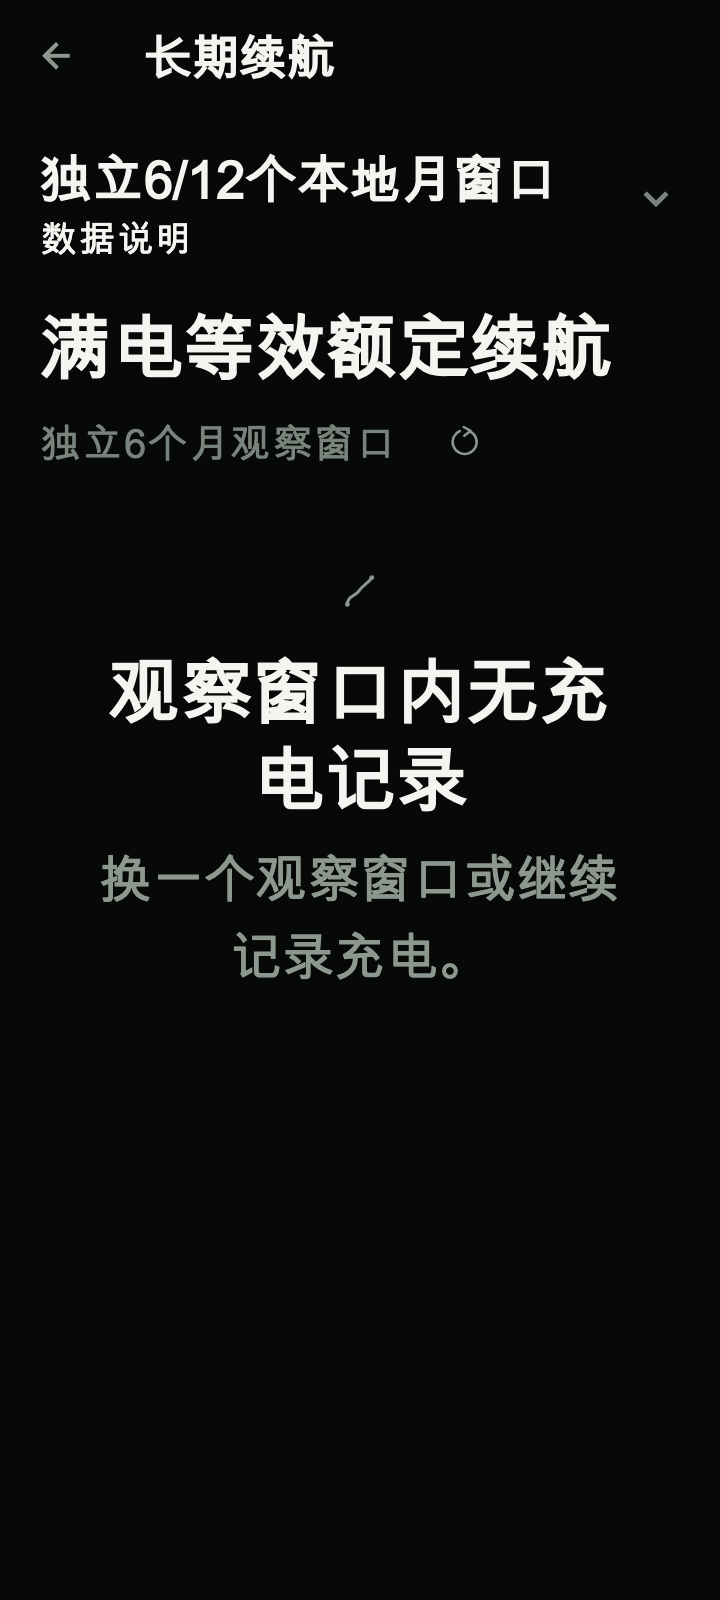 长期续航
独立6/12个本地月窗口
数据说明
满电等效额定续航
独立6个月观察窗口
观察窗口内无充
电记录
换一个观察窗口或继续
记录充电。